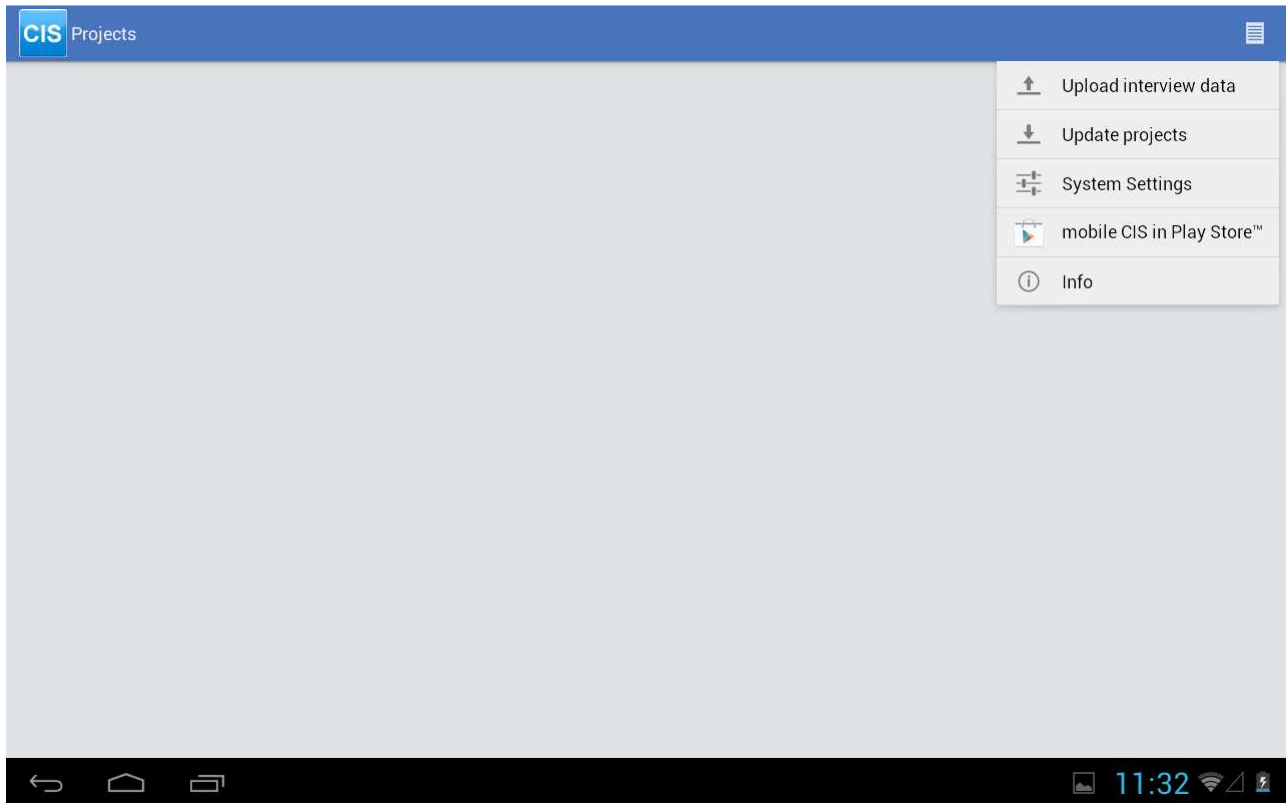 CIS Projects
Upload interview data
Update projects
System Settings
mobile CIS in Play Store™
Info
11:32